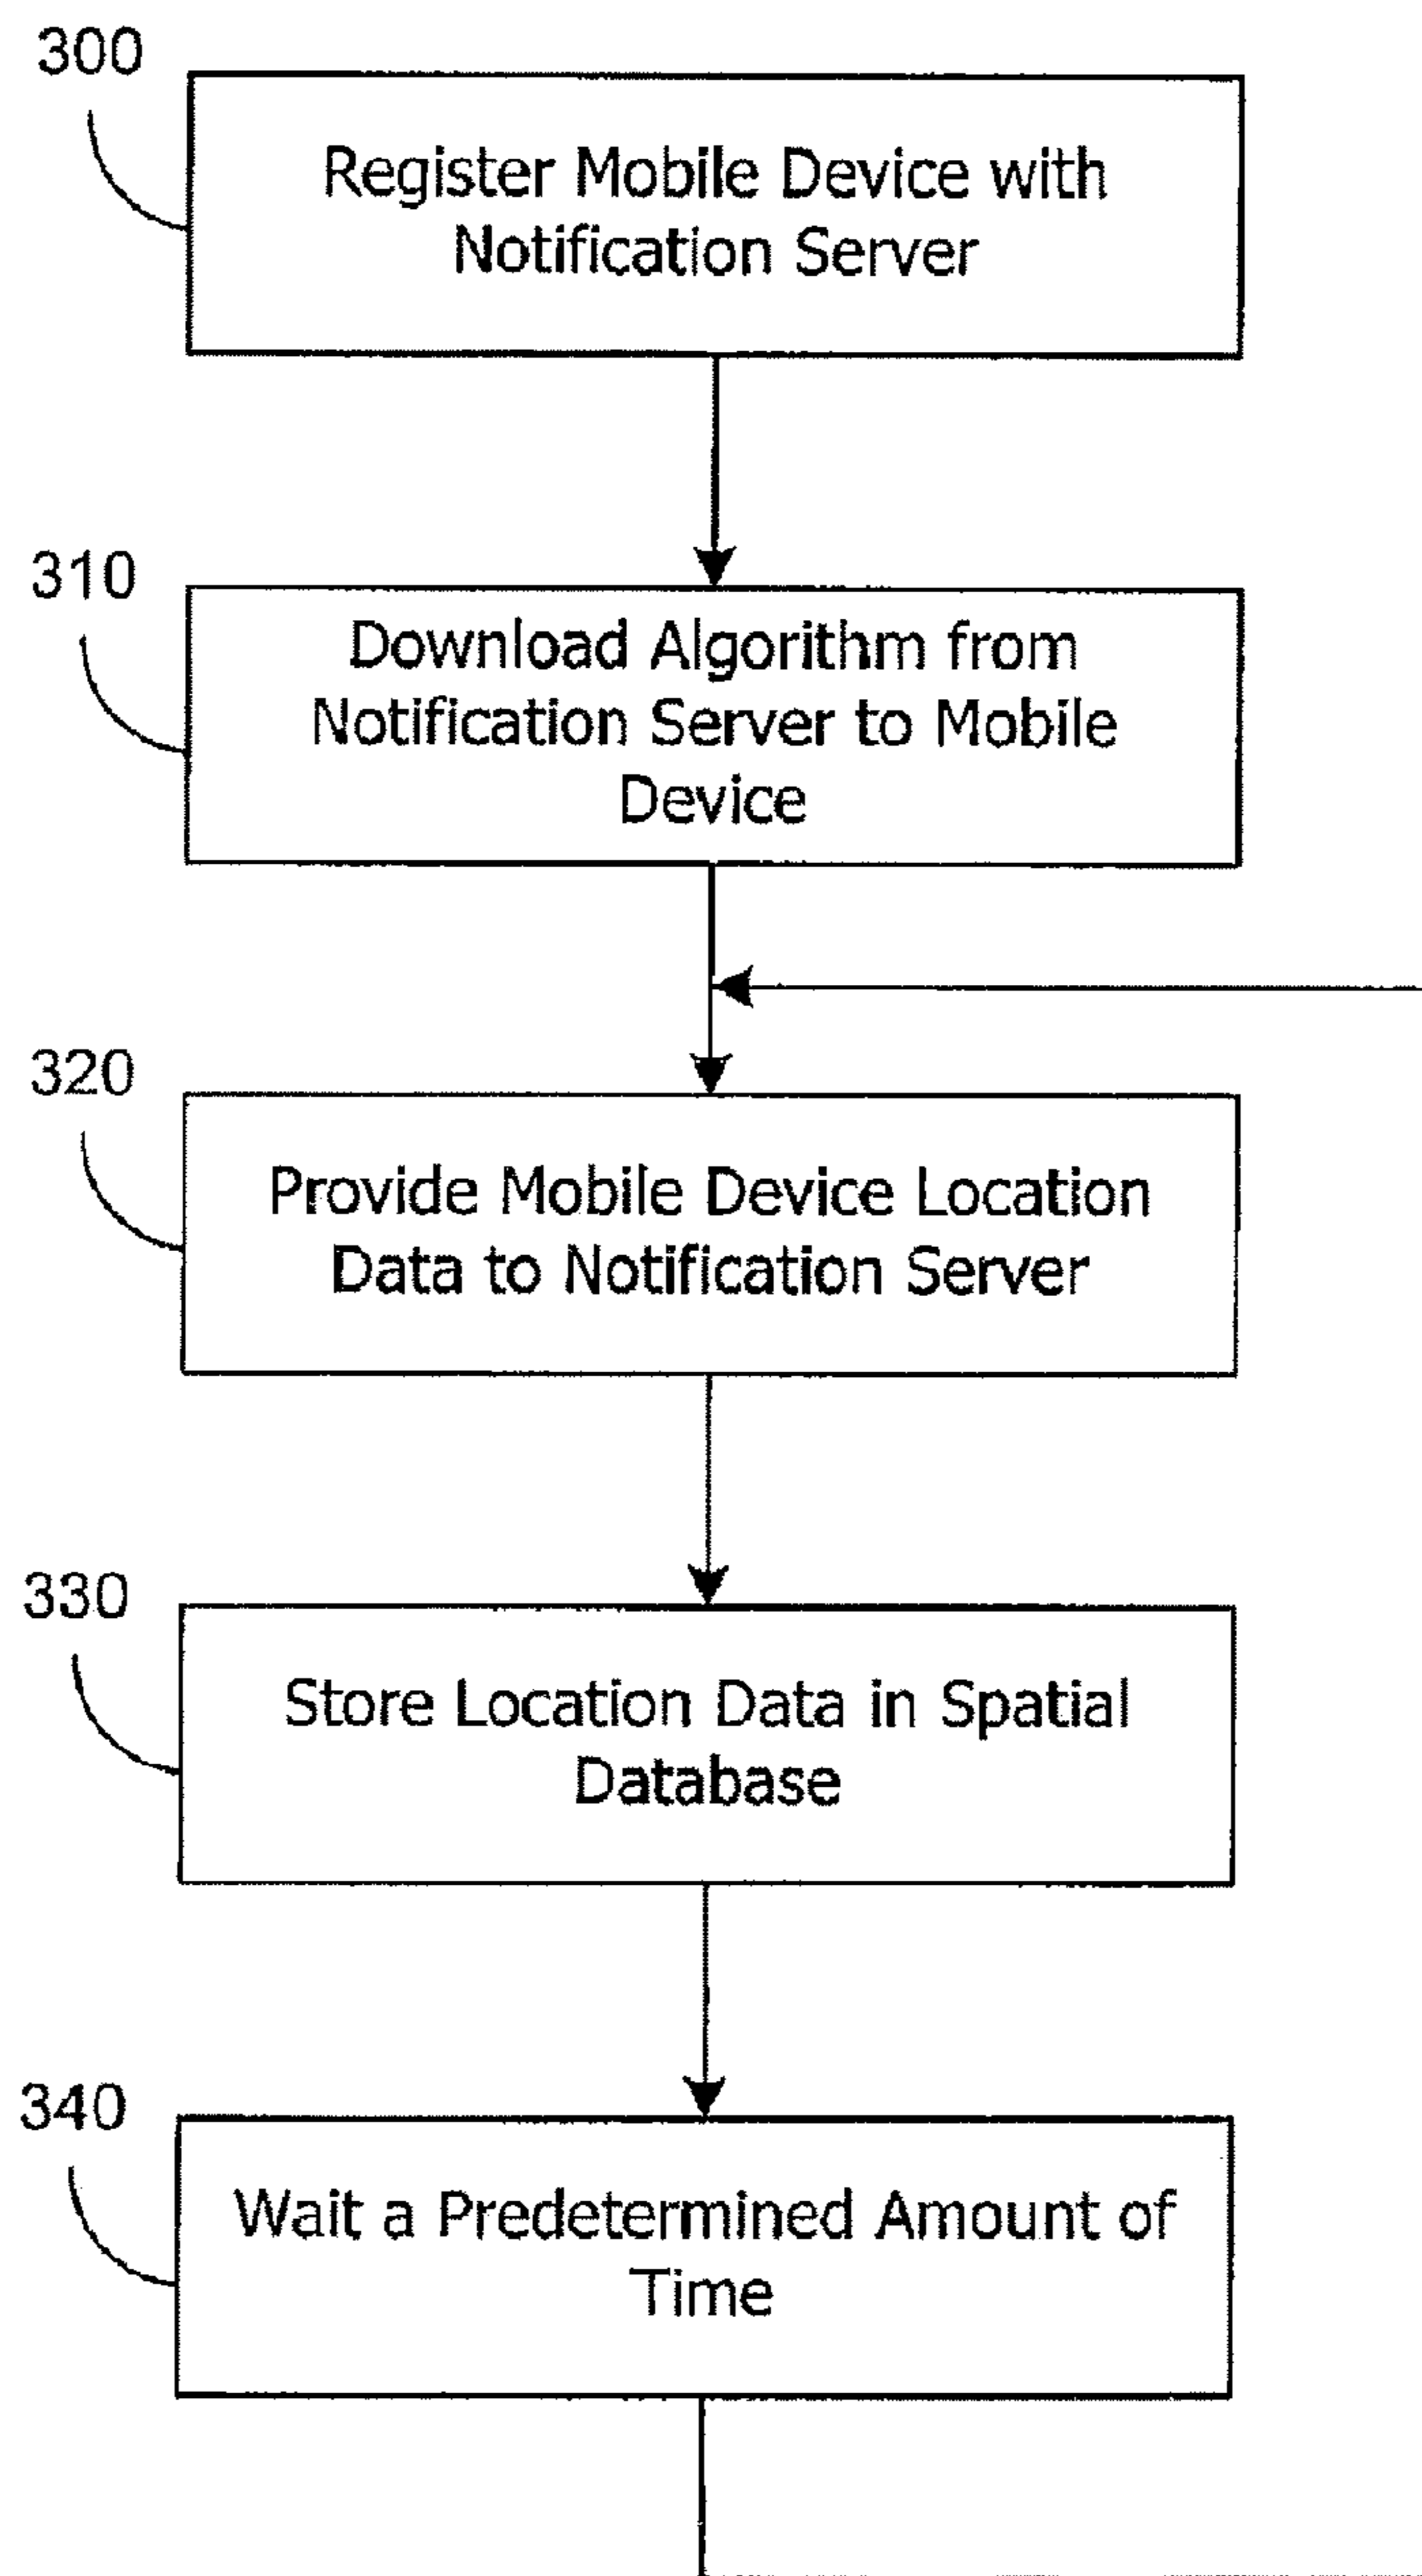 300
Register Mobile Device with
Notification Server
310
Download Algorithm from
Notification Server to Mobile
Device
320
Provide Mobile Device Location
Data to Notification Server
330
Store Location Data in Spatial
Database
340
Wait a Predetermined Amount of
Time